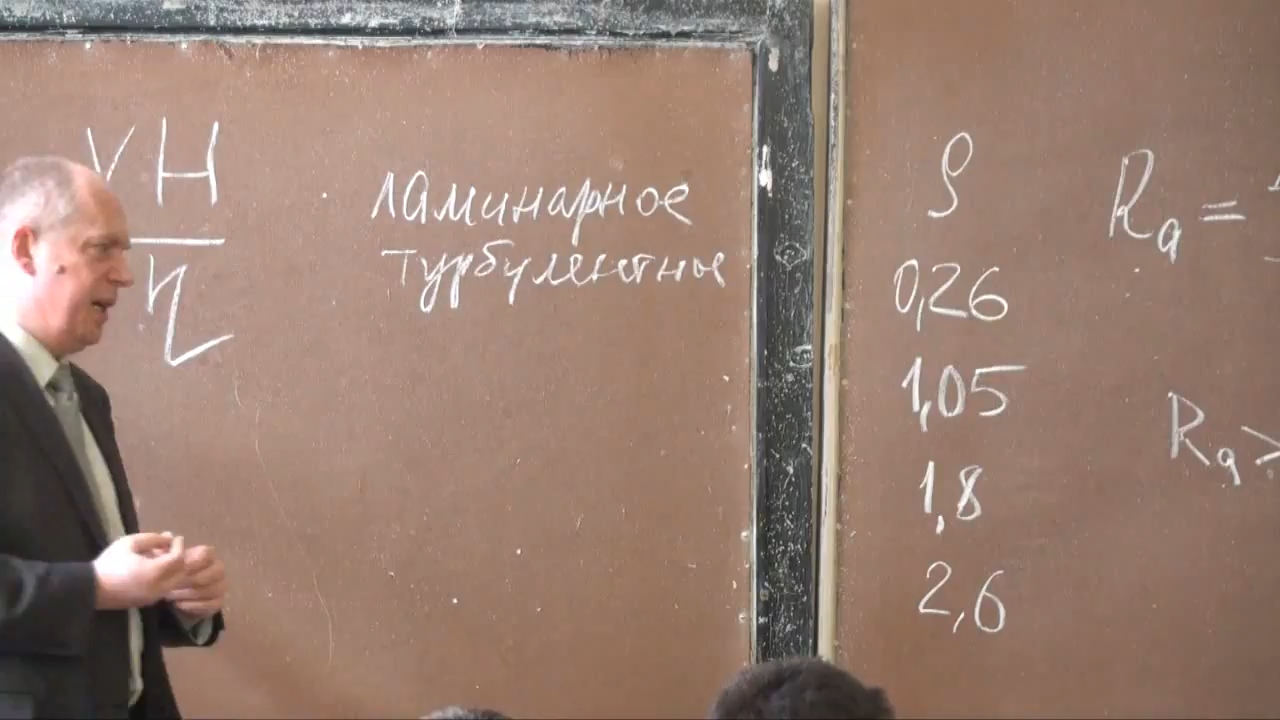 VH
η
ламинарное
турбулентные
ρ
0,26
1,05
1,8
2,6
Ra =
Ra >